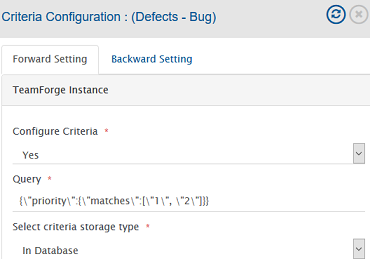 Criteria Configuration : (Defects - Bug)
Forward Setting
Backward Setting
TeamForge Instance
Configure Criteria *
Yes
Query *
{\"priority\":{\"matches\":[\"1\", \"2\"]}}
Select criteria storage type *
In Database